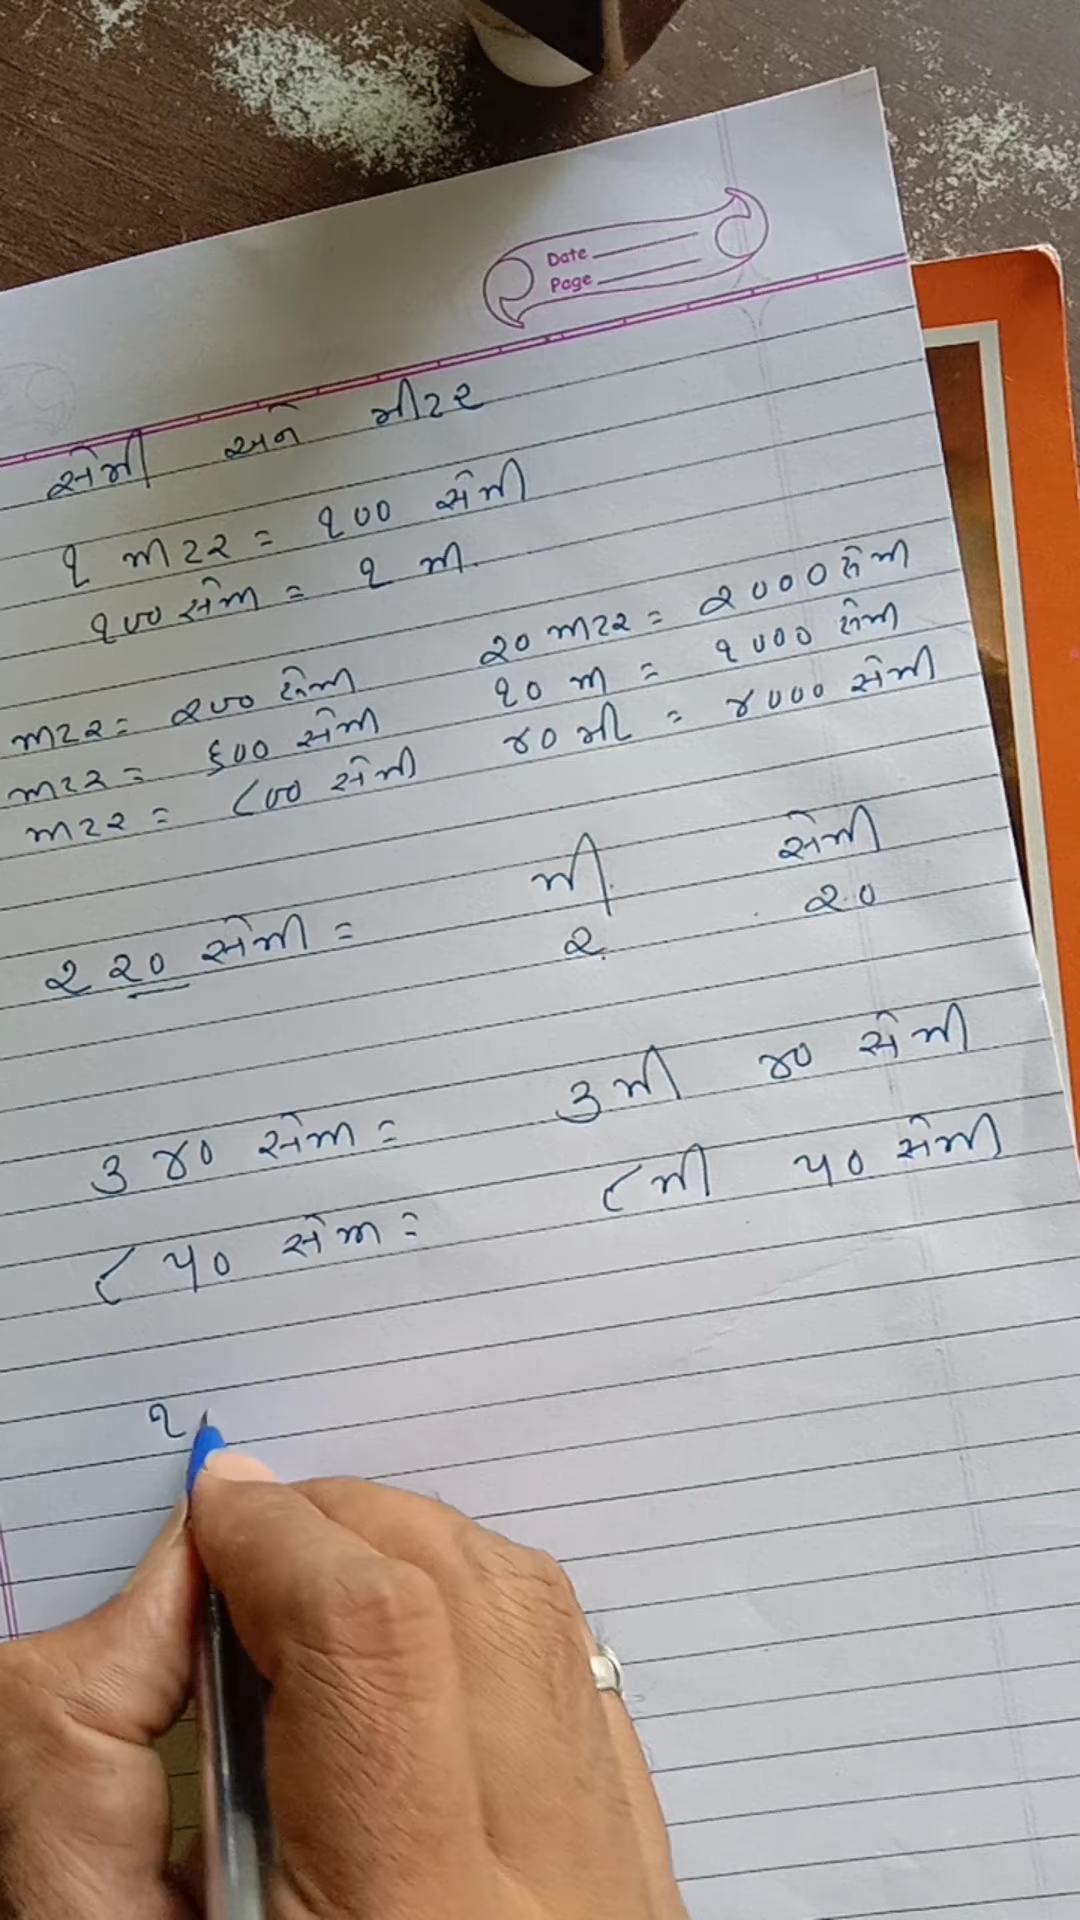 Date
Page
સેમી અને મીટર
૧ મીટર = ૧૦૦ સેમી
૧૦૦ સેમી = ૧ મી.
મીટર = ૨૦૦ સેમી ૨૦ મીટર = ૨૦૦૦ સેમી
મીટર = ૬૦૦ સેમી ૧૦ મી = ૧૦૦૦ સેમી
મીટર = ૮૦૦ સેમી ૪૦ મી = ૪૦૦૦ સેમી
મી. સેમી
૨૨૦ સેમી = ૨ ૨૦
૩૪૦ સેમી = ૩ મી ૪૦ સેમી
૮૫૦ સેમી = ૮ મી ૫૦ સેમી
૧